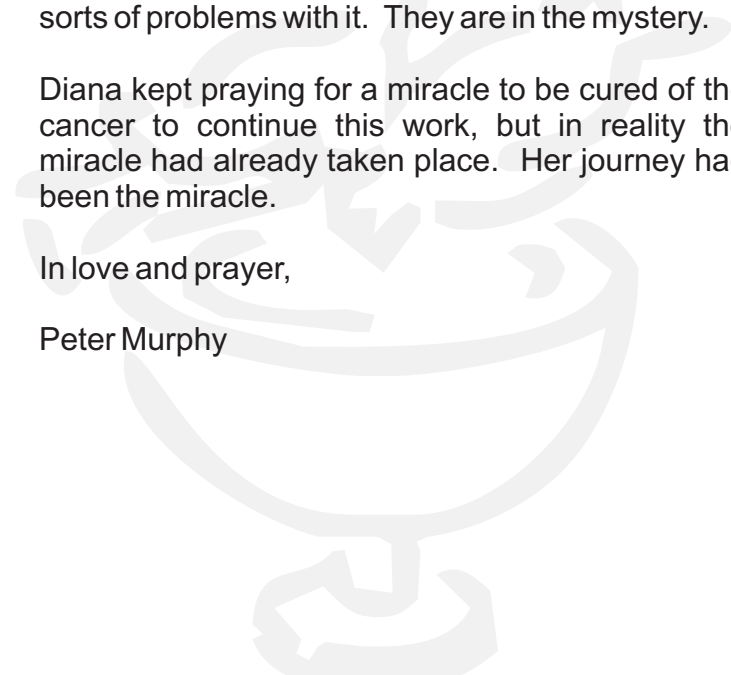 sorts of problems with it. They are in the mystery.
Diana kept praying for a miracle to be cured of th
cancer to continue this work, but in reality th
miracle had already taken place. Her journey ha
been the miracle.
In love and prayer,
Peter Murphy